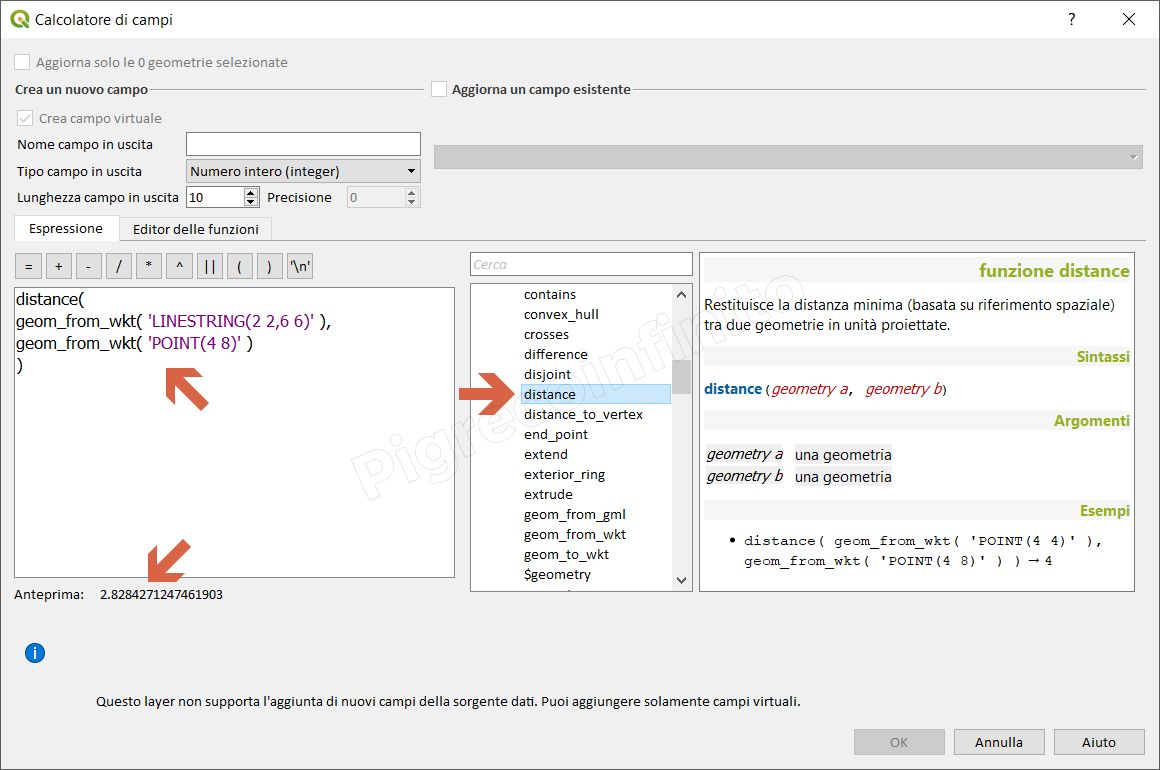 Calcolatore di campi
?
Aggiorna solo le 0 geometrie selezionate
Crea un nuovo campo
Aggiorna un campo esistente
Crea campo virtuale
Nome campo in uscita
Tipo campo in uscita Numero intero (integer)
Lunghezza campo in uscita 10 Precisione 0
Espressione Editor delle funzioni
= + - / * ^ || ( ) '\n'
distance(
geom_from_wkt( 'LINESTRING(2 2,6 6)' ),
geom_from_wkt( 'POINT(4 8)' )
)
Anteprima: 2.8284271247461903
Cerca
contains
convex_hull
crosses
difference
disjoint
distance
distance_to_vertex
end_point
extend
exterior_ring
extrude
geom_from_gml
geom_from_wkt
geom_to_wkt
$geometry
funzione distance
Restituisce la distanza minima (basata su riferimento spaziale)
tra due geometrie in unità proiettate.
Sintassi
distance(geometry a, geometry b)
Argomenti
geometry a una geometria
geometry b una geometria
Esempi
• distance( geom_from_wkt( 'POINT(4 4)' ),
geom_from_wkt( 'POINT(4 8)' ) ) → 4
Pigrecoinfinito
i
Questo layer non supporta l'aggiunta di nuovi campi della sorgente dati. Puoi aggiungere solamente campi virtuali.
OK Annulla Aiuto